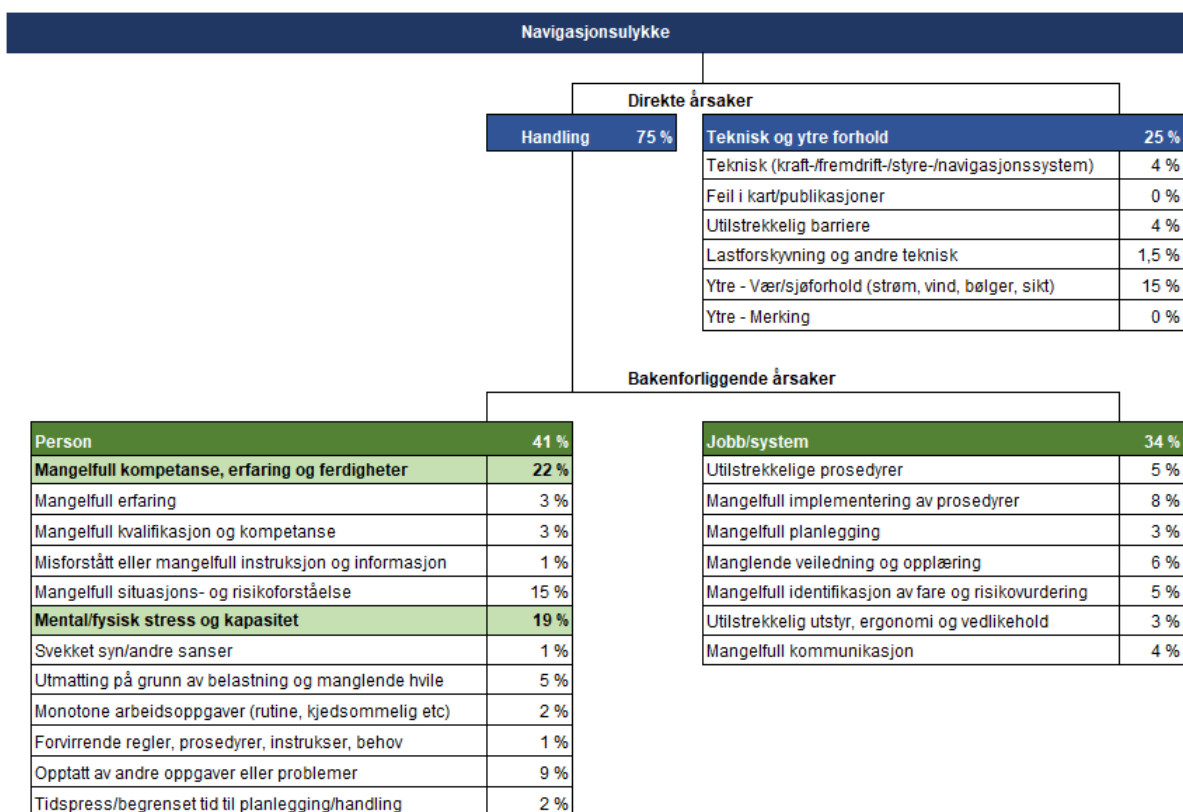 Navigasjonsulykke
Direkte årsaker
Handling 75 %
Teknisk og ytre forhold 25 %
Teknisk (kraft-/fremdrift-/styre-/navigasjonssystem) 4 %
Feil i kart/publikasjoner 0 %
Utilstrekkelig barriere 4 %
Lastforskyvning og andre teknisk 1,5 %
Ytre - Vær/sjøforhold (strøm, vind, bølger, sikt) 15 %
Ytre - Merking 0 %
Bakenforliggende årsaker
Person 41 %
Mangelfull kompetanse, erfaring og ferdigheter 22 %
Mangelfull erfaring 3 %
Mangelfull kvalifikasjon og kompetanse 3 %
Misforstått eller mangelfull instruksjon og informasjon 1 %
Mangelfull situasjons- og risikoforståelse 15 %
Mental/fysisk stress og kapasitet 19 %
Svekket syn/andre sanser 1 %
Utmatting på grunn av belastning og manglende hvile 5 %
Monotone arbeidsoppgaver (rutine, kjedsommelig etc) 2 %
Forvirrende regler, prosedyrer, instrukser, behov 1 %
Opptatt av andre oppgaver eller problemer 9 %
Tidspress/begrenset tid til planlegging/handling 2 %
Jobb/system 34 %
Utilstrekkelige prosedyrer 5 %
Mangelfull implementering av prosedyrer 8 %
Mangelfull planlegging 3 %
Manglende veiledning og opplæring 6 %
Mangelfull identifikasjon av fare og risikovurdering 5 %
Utilstrekkelig utstyr, ergonomi og vedlikehold 3 %
Mangelfull kommunikasjon 4 %